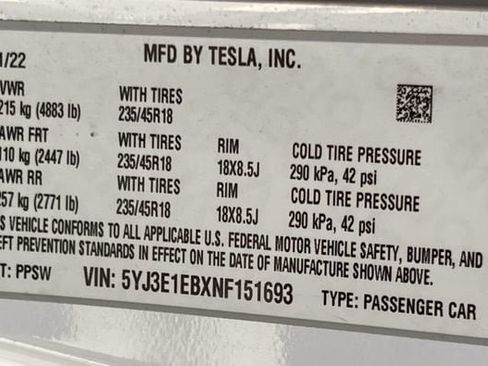 1/22 MFD BY TESLA, INC.
VWR WITH TIRES
215 kg (4883 lb) 235/45R18
AWR FRT WITH TIRES RIM COLD TIRE PRESSURE
110 kg (2447 lb) 235/45R18 18X8.5J 290 kPa, 42 psi
AWR RR WITH TIRES RIM COLD TIRE PRESSURE
257 kg (2771 lb) 235/45R18 18X8.5J 290 kPa, 42 psi
S VEHICLE CONFORMS TO ALL APPLICABLE U.S. FEDERAL MOTOR VEHICLE SAFETY, BUMPER, AND
EFT PREVENTION STANDARDS IN EFFECT ON THE DATE OF MANUFACTURE SHOWN ABOVE.
T: PPSW VIN: 5YJ3E1EBXNF151693 TYPE: PASSENGER CAR